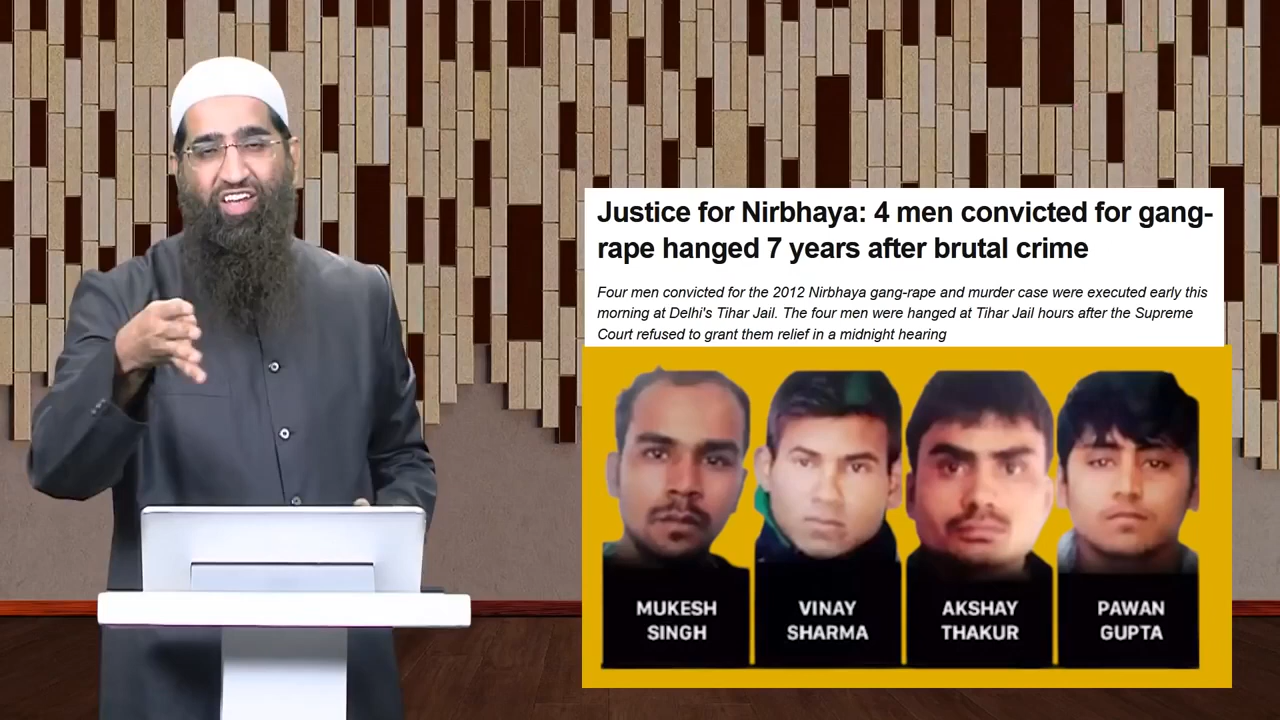 Justice for Nirbhaya: 4 men convicted for gang-
rape hanged 7 years after brutal crime
Four men convicted for the 2012 Nirbhaya gang-rape and murder case were executed early this
morning at Delhi's Tihar Jail. The four men were hanged at Tihar Jail hours after the Supreme
Court refused to grant them relief in a midnight hearing
MUKESH
SINGH
VINAY
SHARMA
AKSHAY
THAKUR
PAWAN
GUPTA